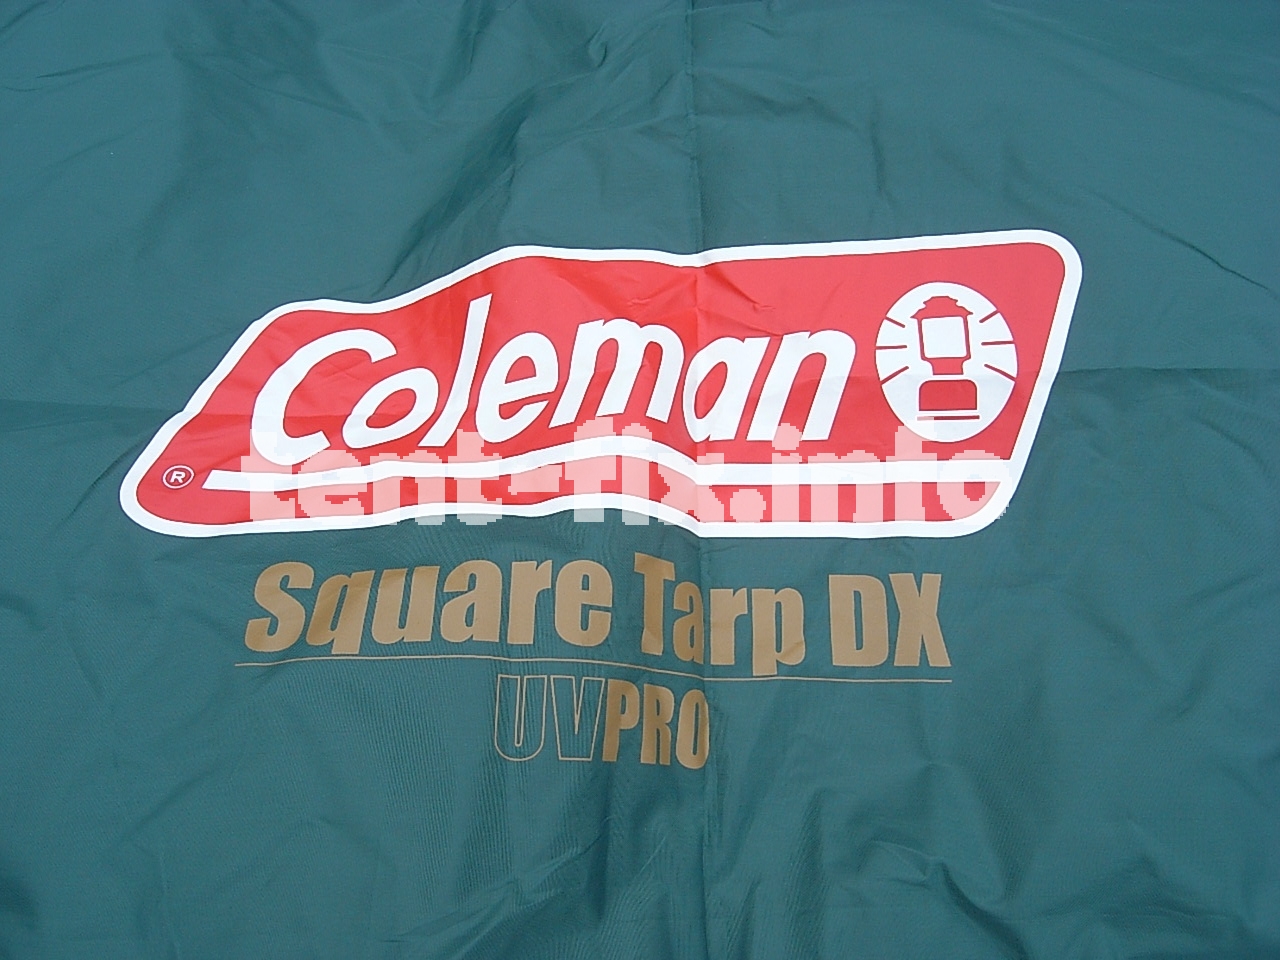 Coleman
®
tent-fix.info
Square Tarp DX
UVPRO